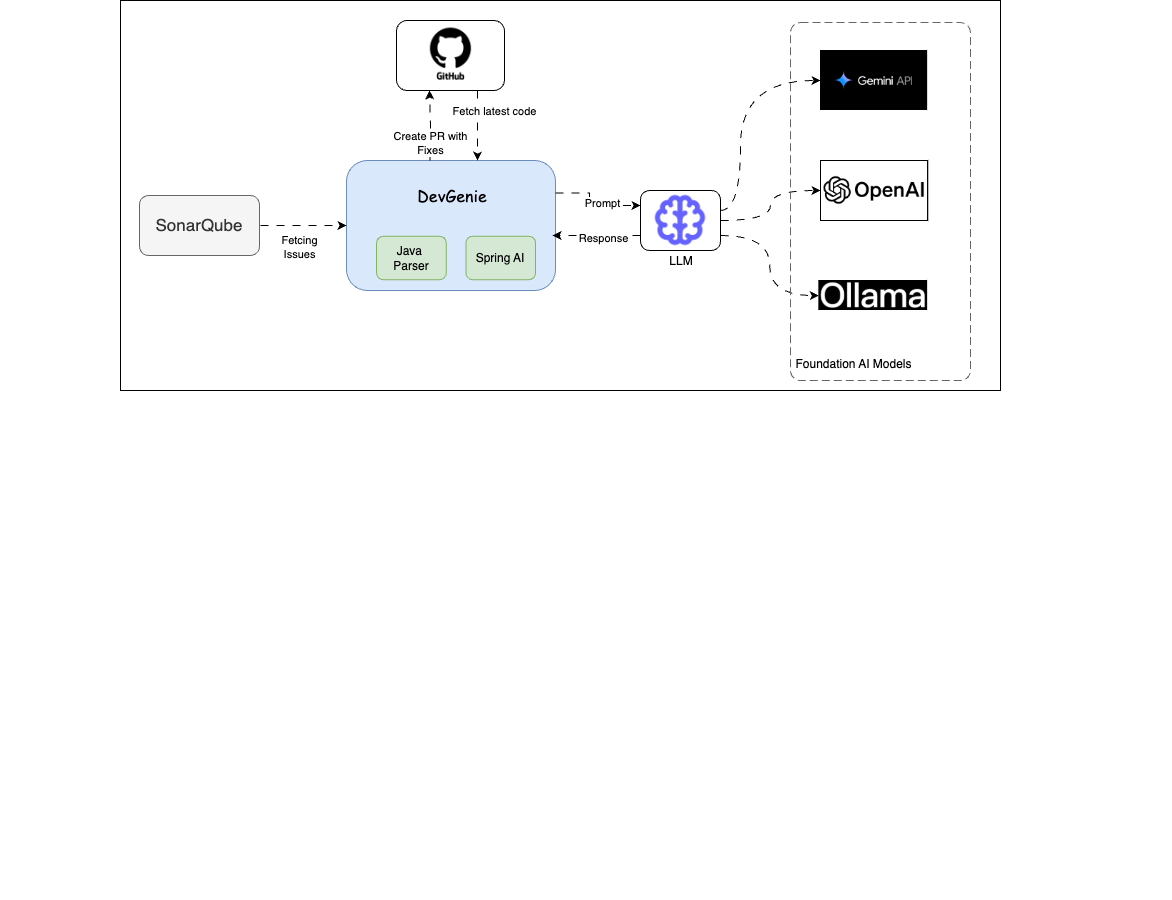 GitHub
Fetch latest code
Create PR with
Fixes
DevGenie
SonarQube
Fetcing
Issues
Java
Parser
Spring AI
Prompt
Response
LLM
Gemini API
OpenAI
Ollama
Foundation AI Models